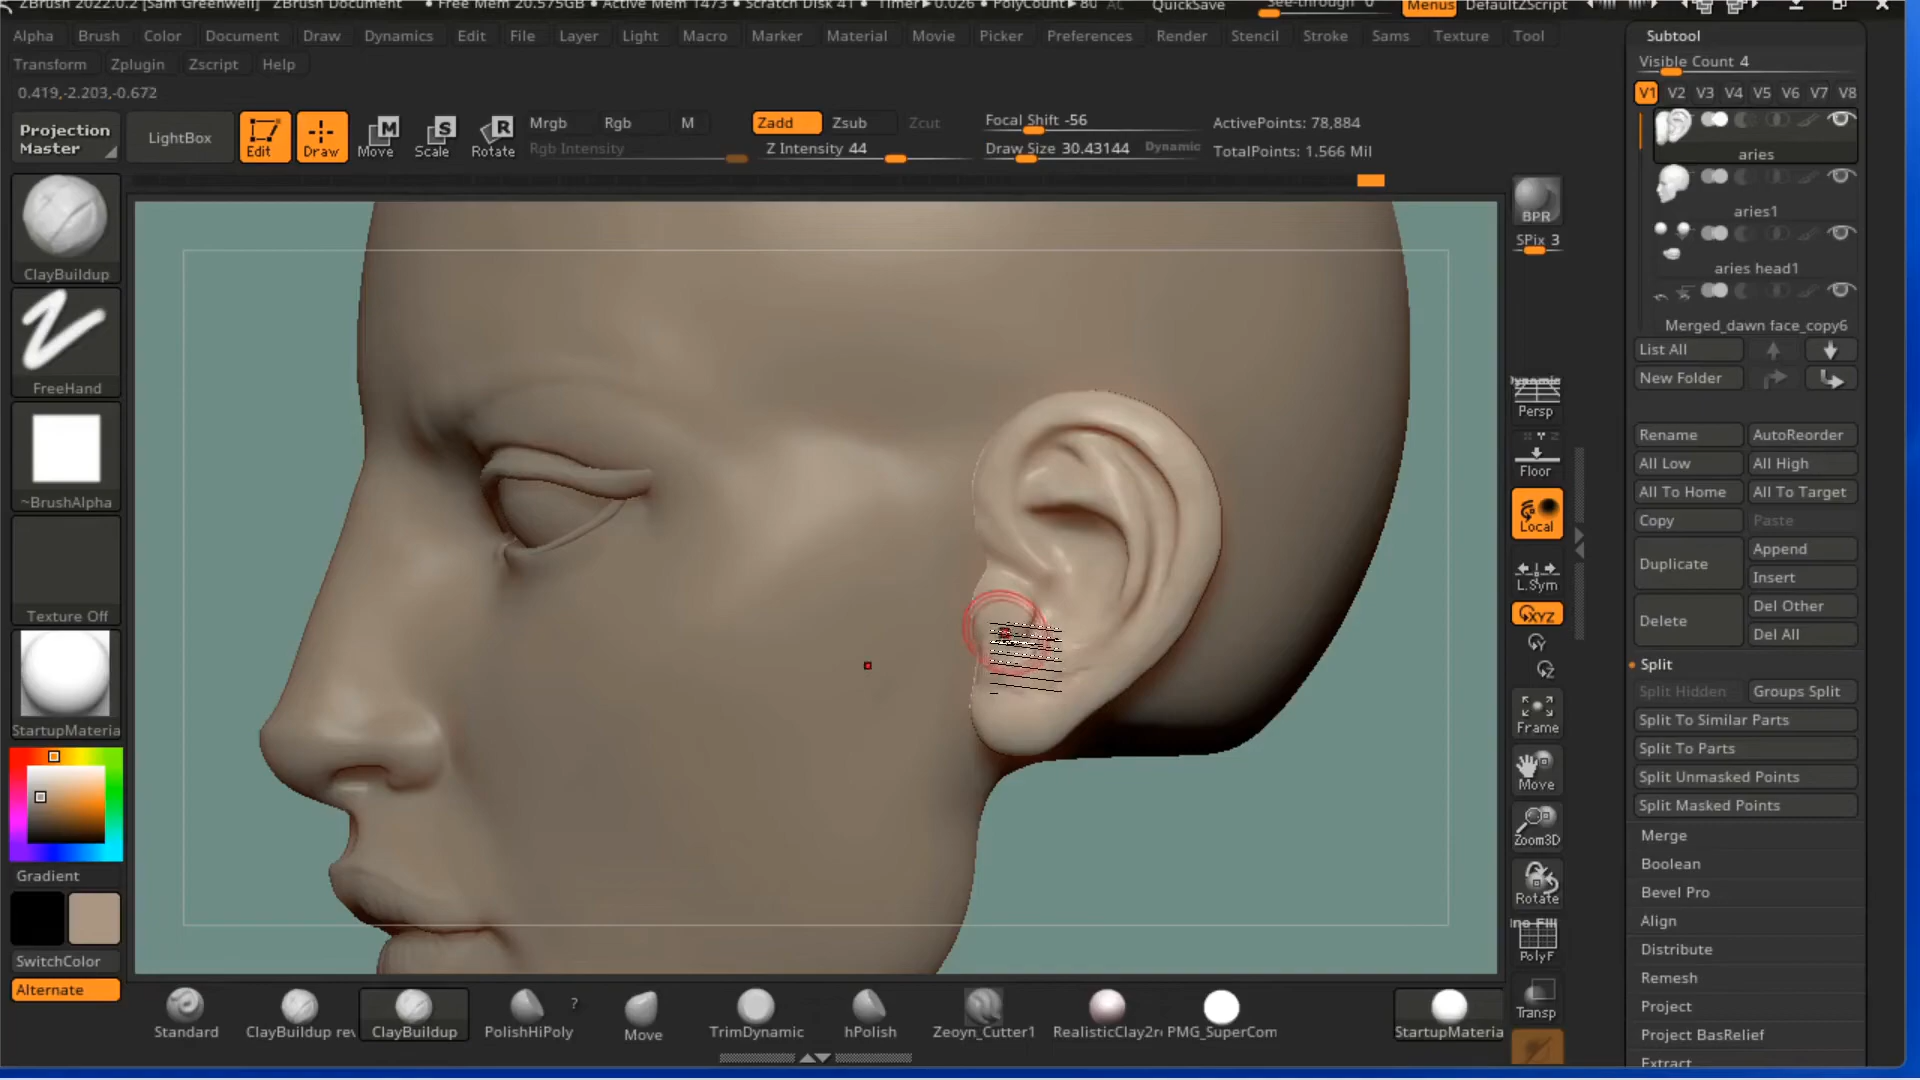 ZBrush 2022.0.2 [Sam Greenwell] ZBrush Document • Free Mem 20.575GB • Active Mem 1473 • Scratch Disk 41 • Timer▶0.026 • PolyCount▶80 AC QuickSave See-through 0 Menus DefaultZScript
Alpha Brush Color Document Draw Dynamics Edit File Layer Light Macro Marker Material Movie Picker Preferences Render Stencil Stroke Sams Texture Tool
Transform Zplugin Zscript Help
0.419,-2.203,-0.672
Projection Master
LightBox
Edit
Draw
Move
Scale
Rotate
Mrgb Rgb M
Rgb Intensity
Zadd Zsub Zcut
Z Intensity 44
Focal Shift -56
Draw Size 30.43144 Dynamic
ActivePoints: 78,884
TotalPoints: 1.566 Mil
ClayBuildup
FreeHand
~BrushAlpha
Texture Off
StartupMateria
Gradient
SwitchColor
Alternate
BPR
SPix 3
Dynamic
Persp
Floor
Local
L.Sym
XYZ
Y
Z
Frame
Move
Zoom3D
Rotate
PolyF
Transp
Subtool
Visible Count 4
V1 V2 V3 V4 V5 V6 V7 V8
aries
aries1
aries head1
Merged_dawn face_copy6
List All
New Folder
Rename AutoReorder
All Low All High
All To Home All To Target
Copy Paste
Duplicate Append
Insert
Delete Del Other
Del All
Split
Split Hidden Groups Split
Split To Similar Parts
Split To Parts
Split Unmasked Points
Split Masked Points
Merge
Boolean
Bevel Pro
Align
Distribute
Remesh
Project
Project BasRelief
Extract
Standard ClayBuildup rev ClayBuildup PolishHiPoly ? Move TrimDynamic hPolish Zeoyn_Cutter1 RealisticClay2r PMG_SuperCom StartupMateria